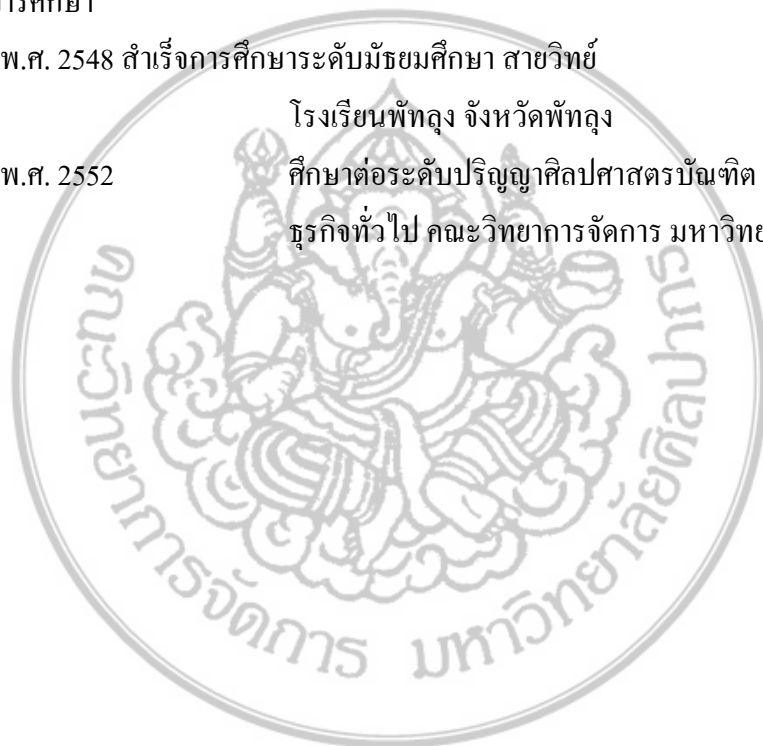 การศึกษา
พ.ศ. 2548 สำเร็จการศึกษาระดับมัธยมศึกษา สายวิทย์
โรงเรียนพัทลุง จังหวัดพัทลุง
พ.ศ. 2552 ศึกษาต่อระดับปริญญาศิลปศาสตรบัณฑิต
ธุรกิจทั่วไป คณะวิทยาการจัดการ
คณะวิทยาการจัดการ มหาวิทยาลัยศิลปากร